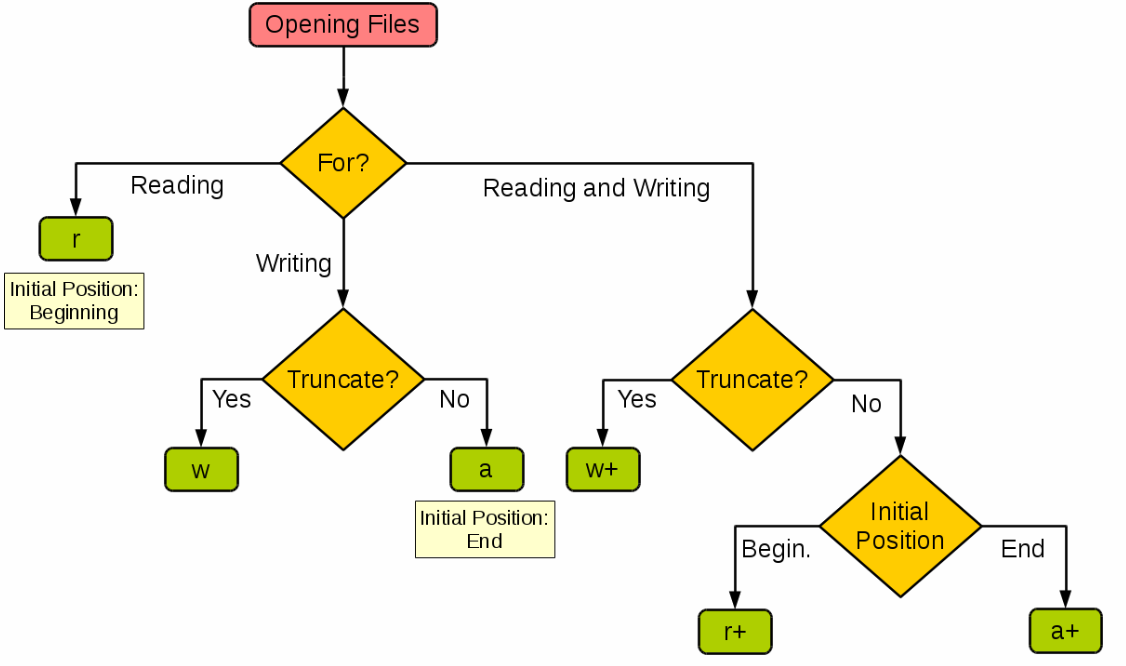 Opening Files
For?
Reading
Reading and Writing
r
Writing
Initial Position:
Beginning
Truncate?
Truncate?
Yes
No
Yes
No
w
a
w+
Initial Position:
End
Initial
Position
Begin.
End
r+
a+